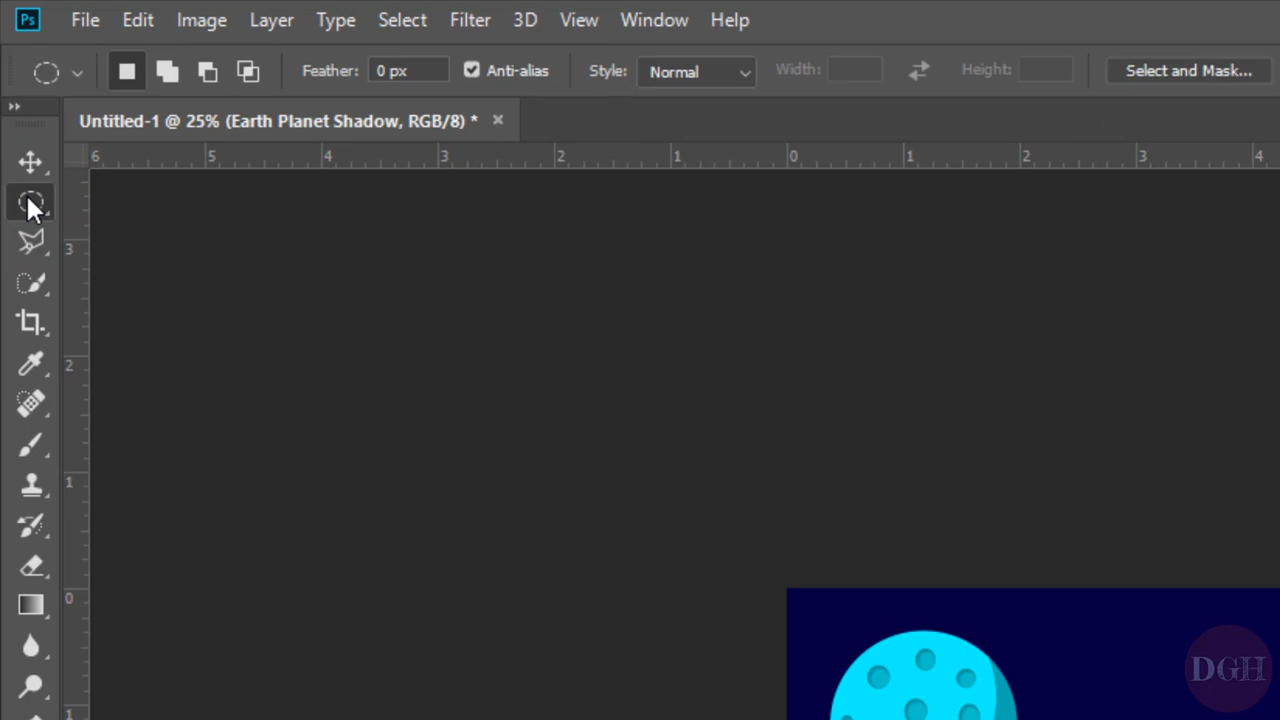 Ps File Edit Image Layer Type Select Filter 3D View Window Help
Feather: 0 px Anti-alias Style: Normal Width: Height: Select and Mask...
Untitled-1 @ 25% (Earth Planet Shadow, RGB/8) *
6 5 4 3 2 1 0 1 2 3 4
3
2
1
0
1
DGH